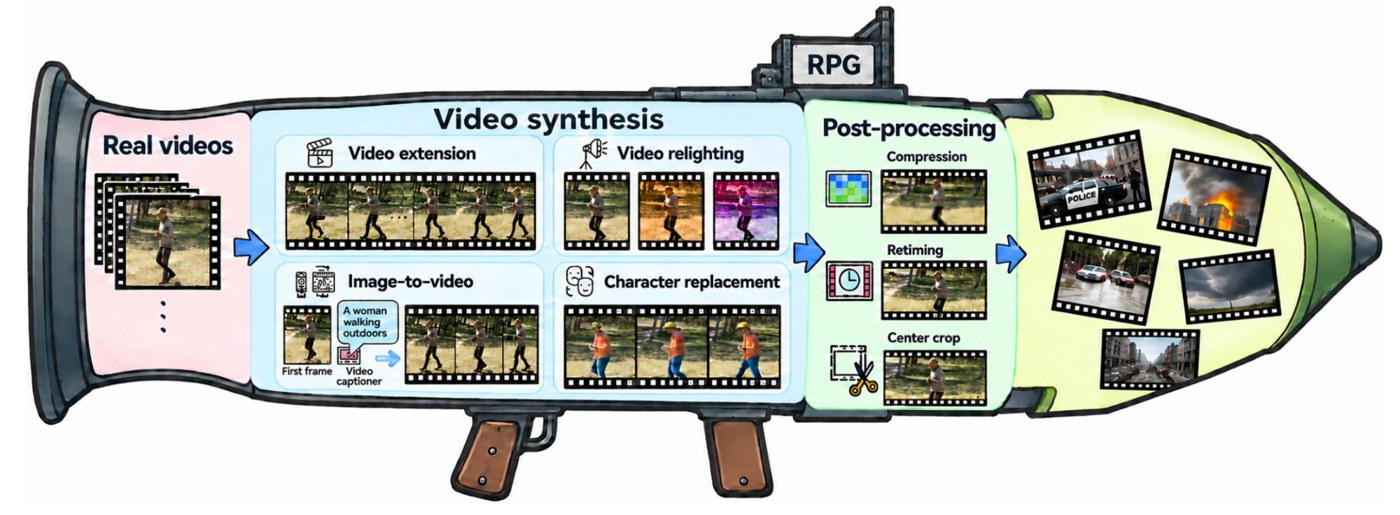 RPG
Real videos
Video synthesis
Video extension
Video relighting
Image-to-video
A woman
walking
outdoors
First frame
Video
captioner
Character replacement
Post-processing
Compression
Retiming
Center crop
POLICE